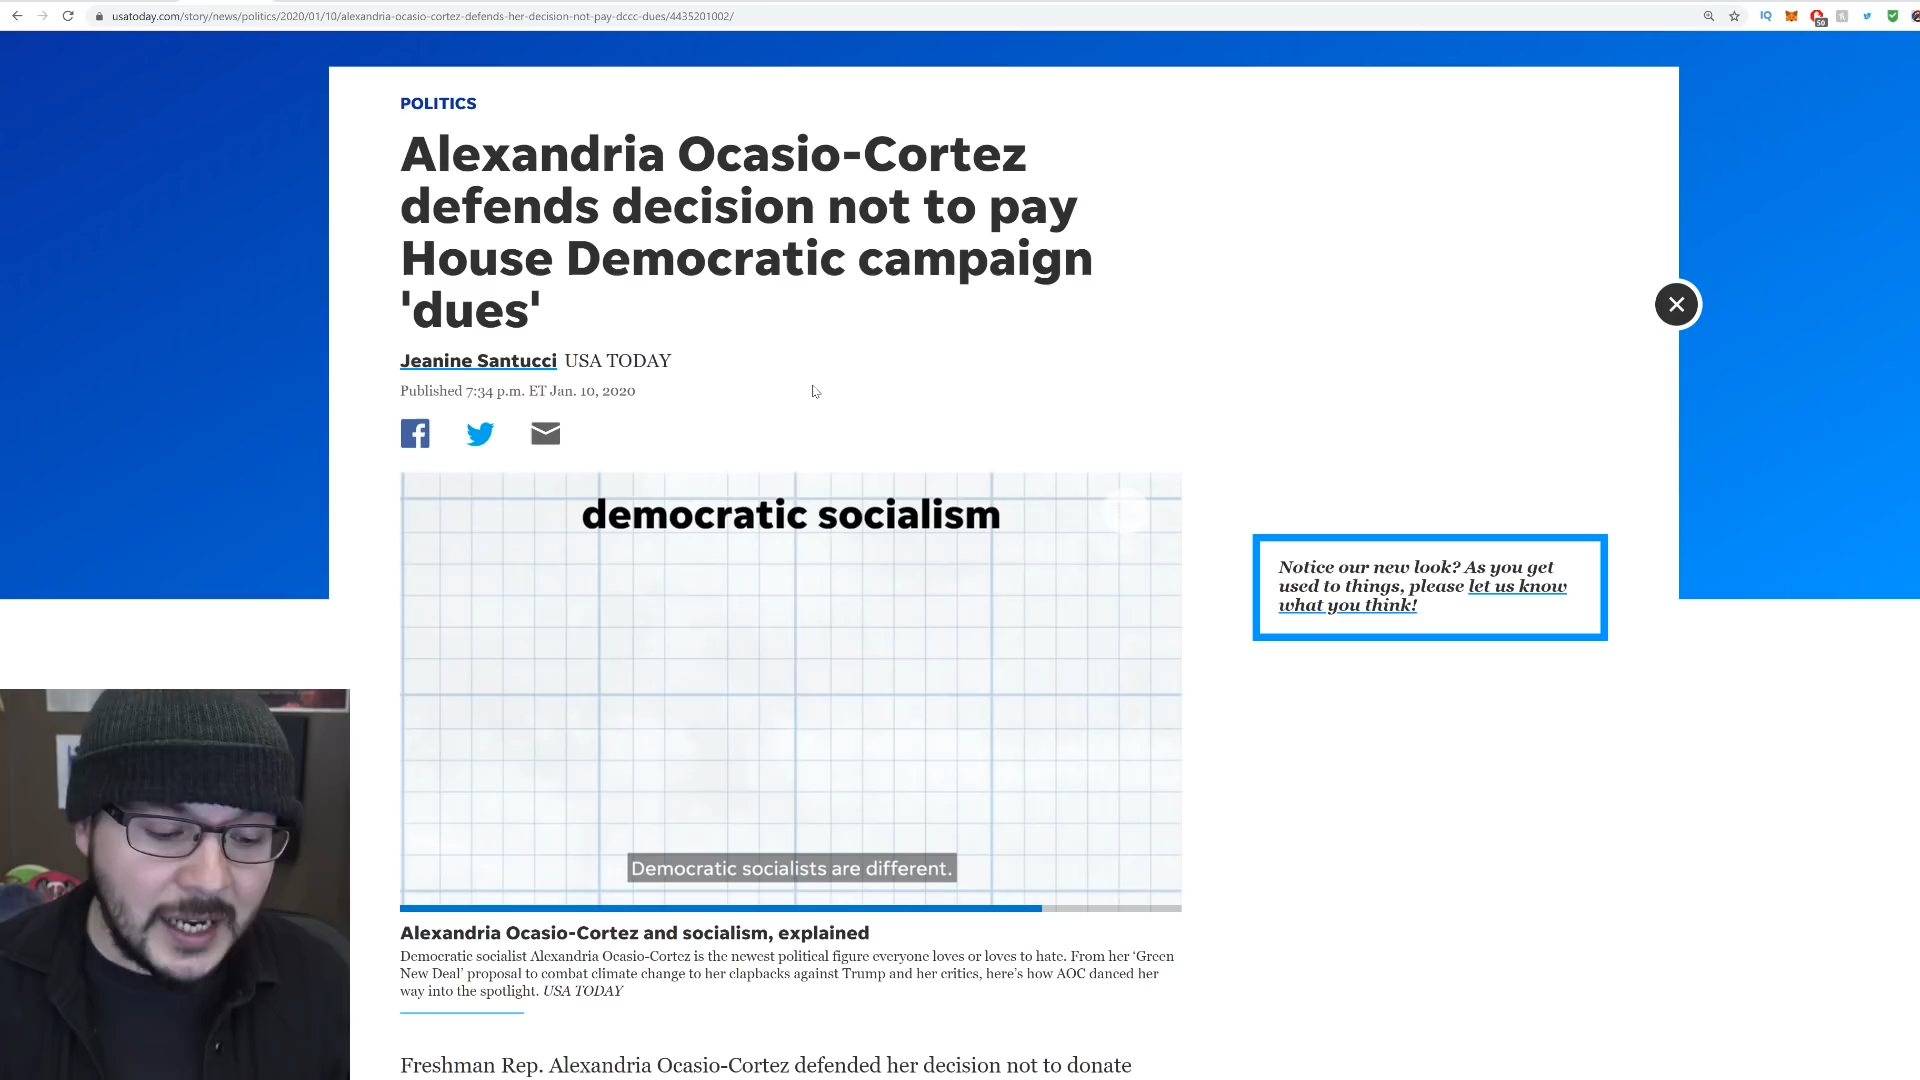 usatoday.com/story/news/politics/2020/01/10/alexandria-ocasio-cortez-defends-her-decision-not-pay-dccc-dues/4435201002/
IQ
50
POLITICS
Alexandria Ocasio-Cortez
defends decision not to pay
House Democratic campaign
'dues'
Jeanine Santucci USA TODAY
Published 7:34 p.m. ET Jan. 10, 2020
democratic socialism
Democratic socialists are different.
Notice our new look? As you get
used to things, please let us know
what you think!
Alexandria Ocasio-Cortez and socialism, explained
Democratic socialist Alexandria Ocasio-Cortez is the newest political figure everyone loves or loves to hate. From her ‘Green
New Deal’ proposal to combat climate change to her clapbacks against Trump and her critics, here’s how AOC danced her
way into the spotlight. USA TODAY
Freshman Rep. Alexandria Ocasio-Cortez defended her decision not to donate